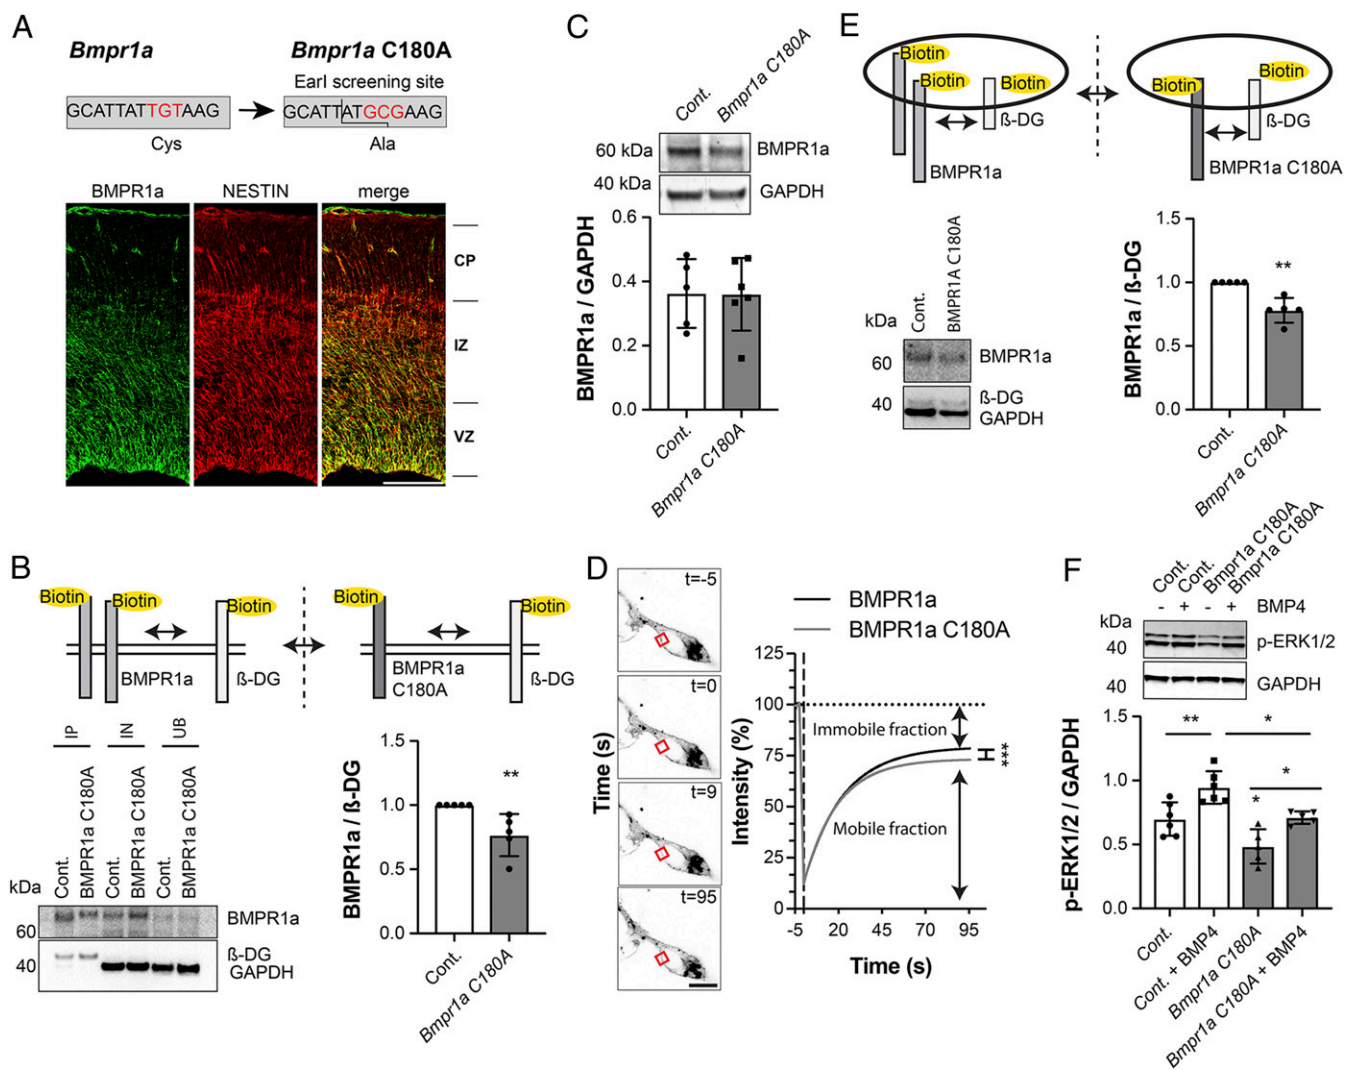 A
Bmpr1a
Bmpr1a C180A
EarI screening site
GCATTATTGTAAG
GCATTATGCGAAG
Cys
Ala
BMPR1a
NESTIN
merge
CP
IZ
VZ
B
Biotin
Biotin
Biotin
Biotin
Biotin
BMPR1a
ß-DG
BMPR1a
C180A
ß-DG
IP
IN
UB
Cont.
BMPR1a C180A
Cont.
BMPR1a C180A
Cont.
BMPR1a C180A
kDa
60
40
BMPR1a
ß-DG
GAPDH
BMPR1a / ß-DG
1.5
1.0
0.5
0.0
**
Cont.
Bmpr1a C180A
C
Cont.
Bmpr1a C180A
60 kDa
BMPR1a
40 kDa
GAPDH
BMPR1a / GAPDH
0.6
0.4
0.2
0.0
Cont.
Bmpr1a C180A
D
Time (s)
t=-5
t=0
t=9
t=95
BMPR1a
BMPR1a C180A
Intensity (%)
125
100
75
50
25
0
Immobile fraction
Mobile fraction
***
-5
20
45
70
95
Time (s)
E
Biotin
Biotin
Biotin
Biotin
Biotin
ß-DG
BMPR1a
ß-DG
BMPR1a C180A
Cont.
BMPR1A C180A
kDa
60
40
BMPR1a
ß-DG
GAPDH
BMPR1a / ß-DG
1.5
1.0
0.5
0.0
**
Cont.
Bmpr1a C180A
F
Cont.
Cont.
Bmpr1a C180A
Bmpr1a C180A
- + - + BMP4
kDa
40
p-ERK1/2
40
GAPDH
p-ERK1/2 / GAPDH
1.5
1.0
0.5
0.0
**
*
*
*
Cont.
Cont. + BMP4
Bmpr1a C180A
Bmpr1a C180A + BMP4